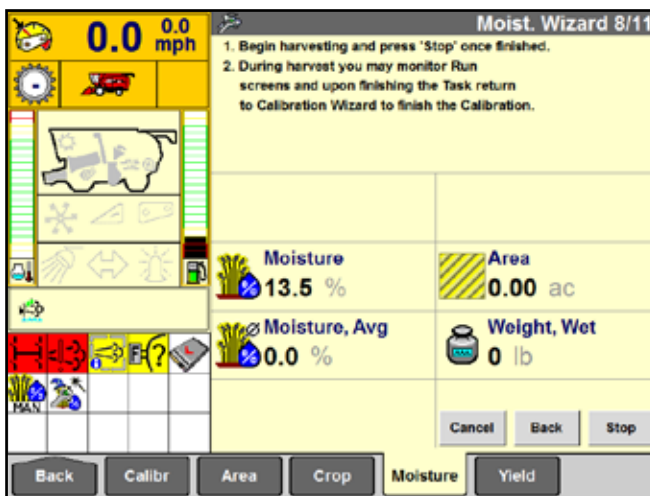 0.0 0.0 mph
Moist. Wizard 8/11
1. Begin harvesting and press 'Stop' once finished.
2. During harvest you may monitor Run
screens and upon finishing the Task return
to Calibration Wizard to finish the Calibration.
Moisture
13.5 %
Area
0.00 ac
Moisture, Avg
0.0 %
Weight, Wet
0 lb
F ?
MAN
Cancel Back Stop
Back Calibr Area Crop Moisture Yield